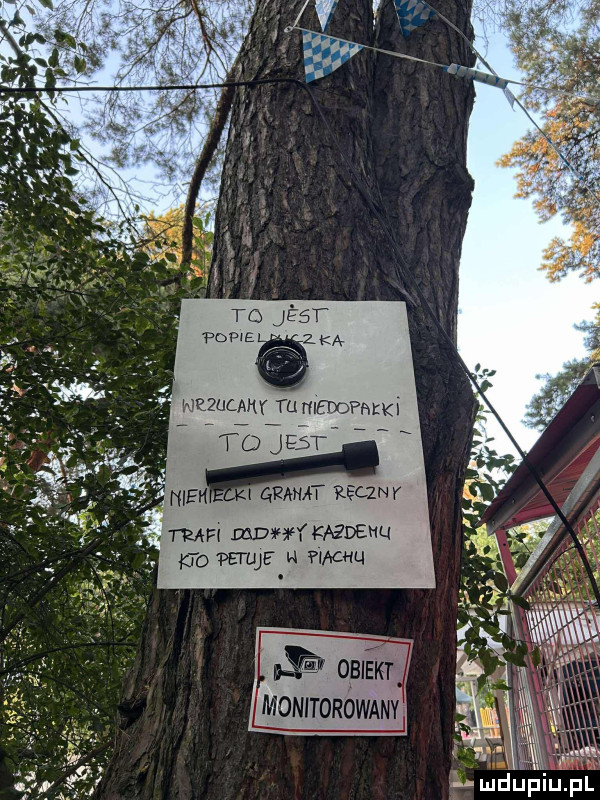 TO JEST
POPIELNICZKA
WRZUCAMY TU NIEDOPAŁKI
TO JEST
NIEMIECKI GRANAT RĘCZNY
TRAFI DO D**Y KAŻDEMU
KTO PETUJE W PIACHU
OBIEKT
MONITOROWANY
wdupiu.pl